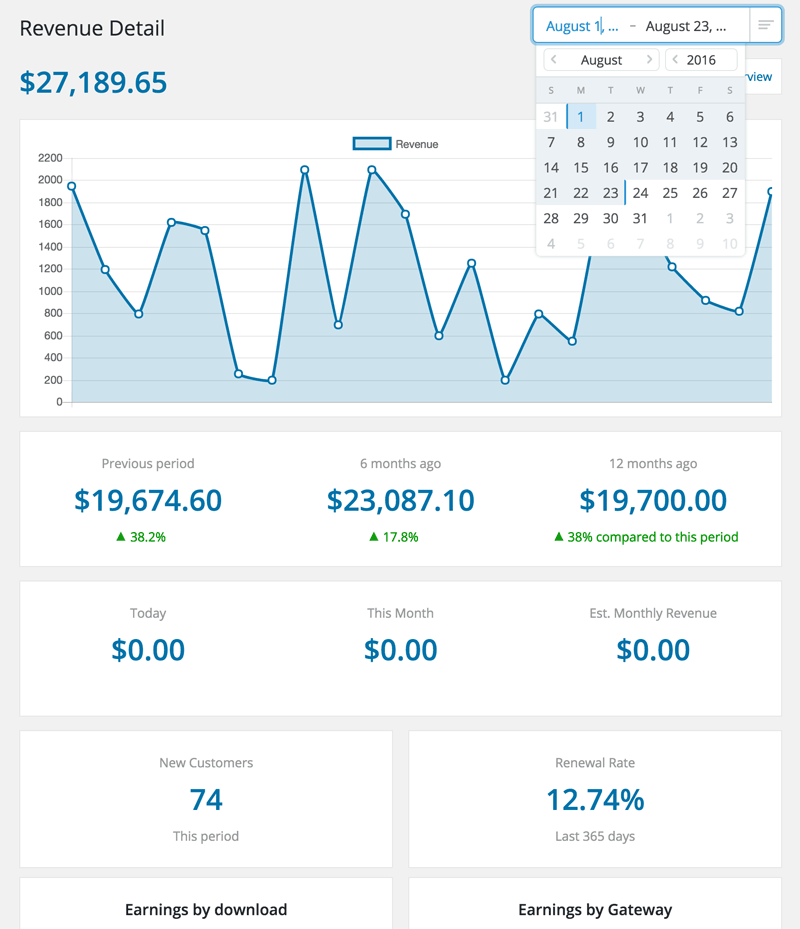 Revenue Detail
August 1, ... – August 23, ...
$27,189.65
August 2016
rview
S M T W T F S
31 1 2 3 4 5 6
7 8 9 10 11 12 13
14 15 16 17 18 19 20
21 22 23 24 25 26 27
28 29 30 31 1 2 3
4 5 6 7 8 9 10
Revenue
2200
2000
1800
1600
1400
1200
1000
800
600
400
200
0
Previous period
$19,674.60
▲ 38.2%
6 months ago
$23,087.10
▲ 17.8%
12 months ago
$19,700.00
▲ 38% compared to this period
Today
$0.00
This Month
$0.00
Est. Monthly Revenue
$0.00
New Customers
74
This period
Renewal Rate
12.74%
Last 365 days
Earnings by download
Earnings by Gateway